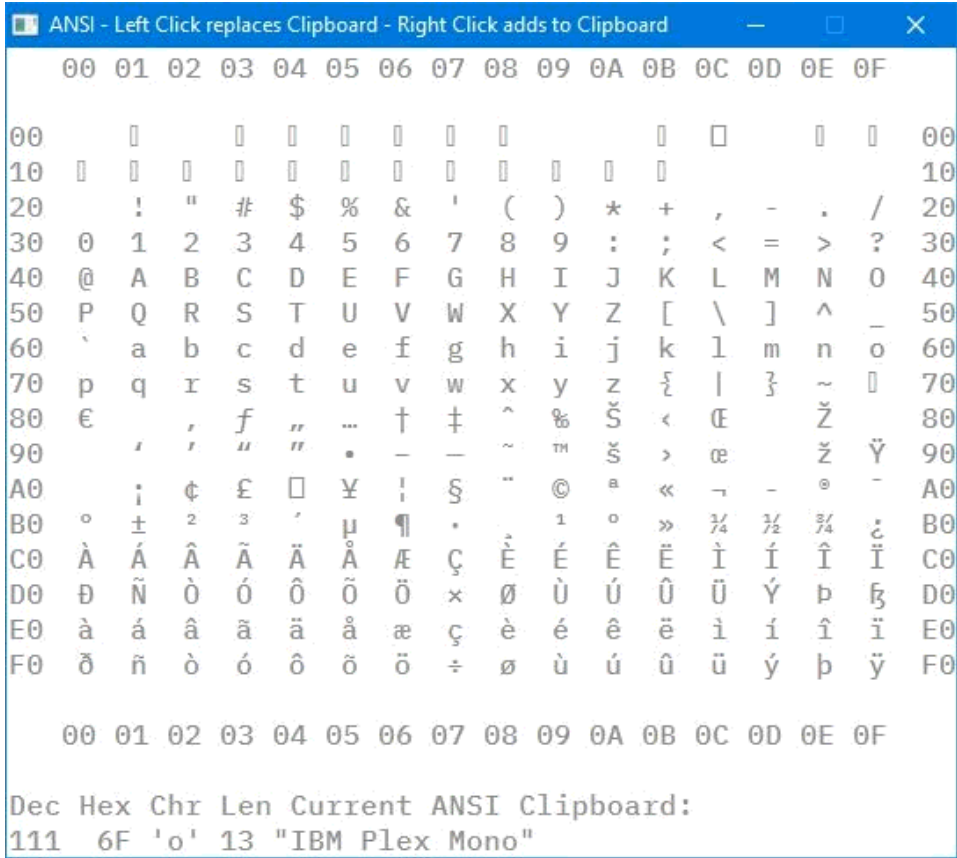 ANSI - Left Click replaces Clipboard - Right Click adds to Clipboard
00 01 02 03 04 05 06 07 08 09 0A 0B 0C 0D 0E 0F
00 00
10 10
20 ! " # $ % & ' ( ) * + , - . / 20
30 0 1 2 3 4 5 6 7 8 9 : ; < = > ? 30
40 @ A B C D E F G H I J K L M N O 40
50 P Q R S T U V W X Y Z [ \ ] ^ _ 50
60 ` a b c d e f g h i j k l m n o 60
70 p q r s t u v w x y z { | } ~ 70
80 € ‚ ƒ „ … † ‡ ˆ ‰ Š ‹ Œ Ž 80
90 ‘ ’ “ ” • – — ˜ ™ š › œ ž Ÿ 90
A0 ¡ ¢ £ ¥ ¦ § ¨ © ª « ¬ - ® ¯ A0
B0 ° ± ² ³ ´ µ ¶ · ¸ ¹ º » ¼ ½ ¾ ¿ B0
C0 À Á Â Ã Ä Å Æ Ç È É Ê Ë Ì Í Î Ï C0
D0 Ð Ñ Ò Ó Ô Õ Ö × Ø Ù Ú Û Ü Ý Þ ß D0
E0 à á â ã ä å æ ç è é ê ë ì í î ï E0
F0 ð ñ ò ó ô õ ö ÷ ø ù ú û ü ý þ ÿ F0
00 01 02 03 04 05 06 07 08 09 0A 0B 0C 0D 0E 0F
Dec Hex Chr Len Current ANSI Clipboard:
111 6F 'o' 13 "IBM Plex Mono"